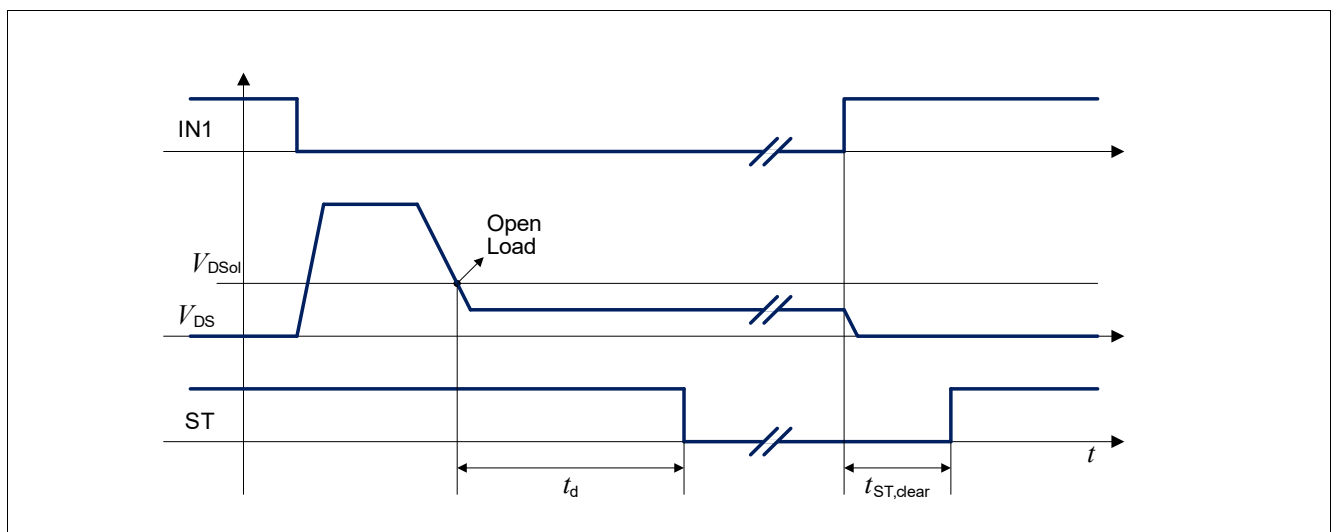 IN1
Open
Load
VDSol
VDS
ST
t
td
tST,clear